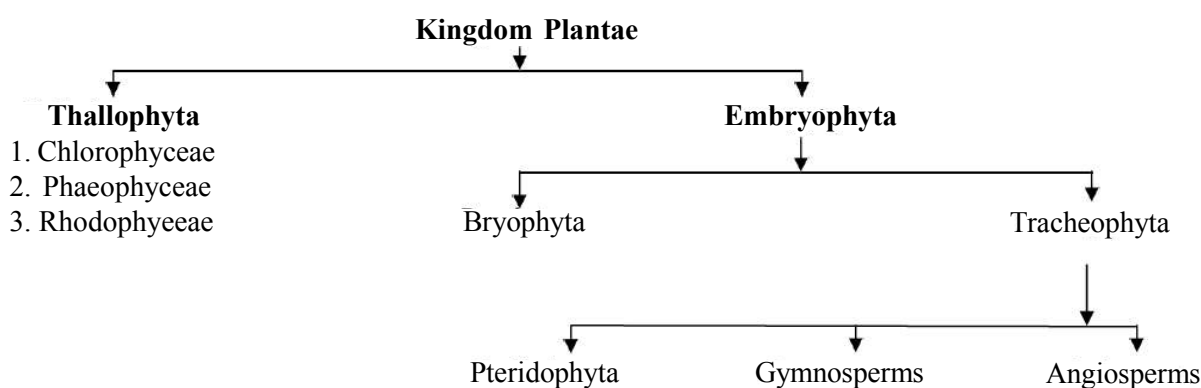 Kingdom Plantae
Thallophyta
Embryophyta
1. Chlorophyceae
2. Phaeophyceae
3. Rhodophyeeae
Bryophyta
Tracheophyta
Pteridophyta
Gymnosperms
Angiosperms